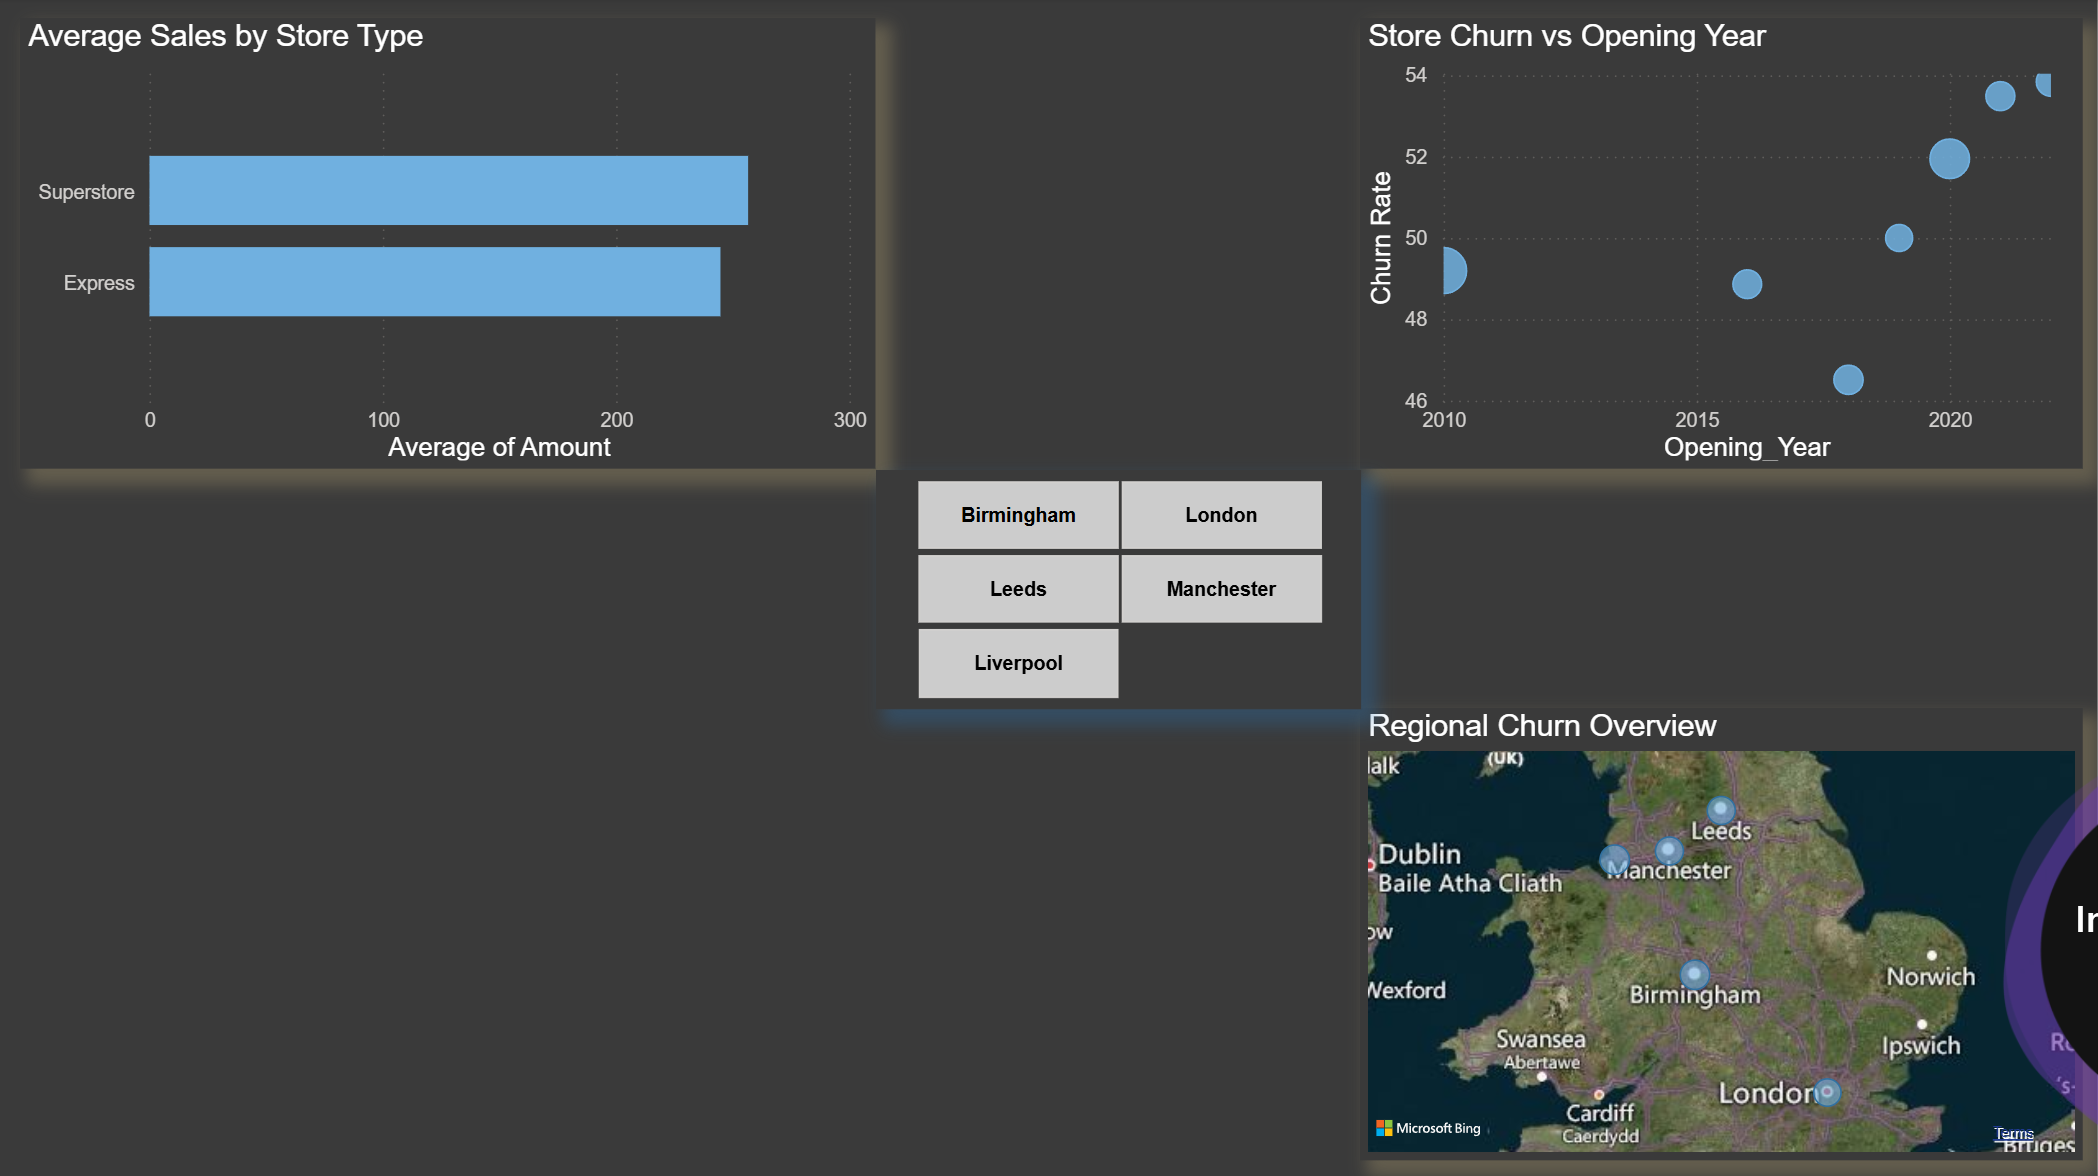 Average Sales by Store Type
Superstore
Express
0 100 200 300
Average of Amount
Store Churn vs Opening Year
54
52
50
48
46
Churn Rate
2010 2015 2020
Opening_Year
Birmingham London
Leeds Manchester
Liverpool
Regional Churn Overview
(UK)
alk
Leeds
Dublin
Manchester
Baile Atha Cliath
ow
Norwich
Wexford
Birmingham
Swansea
Abertawe
Ipswich
London
Cardiff
Caerdydd
Microsoft Bing
Terms
Bruges